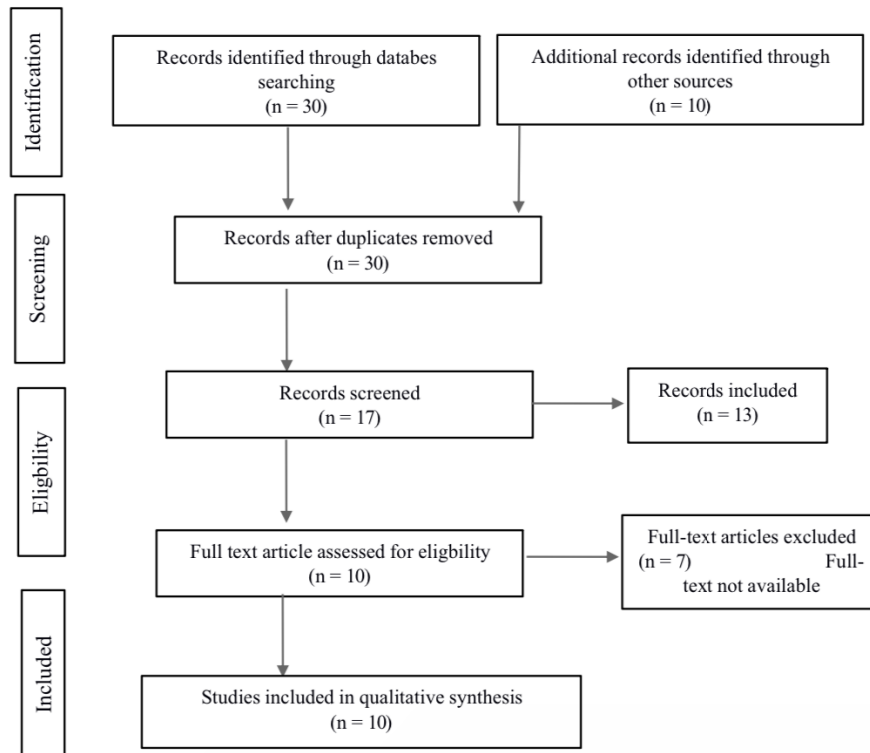 Identification
Records identified through databes
searching
(n = 30)
Additional records identified through
other sources
(n = 10)
Screening
Records after duplicates removed
(n = 30)
Eligbility
Records screened
(n = 17)
Records included
(n = 13)
Full text article assessed for eligbility
(n = 10)
Full-text articles excluded
(n = 7) Full-
text not available
Included
Studies included in qualitative synthesis
(n = 10)